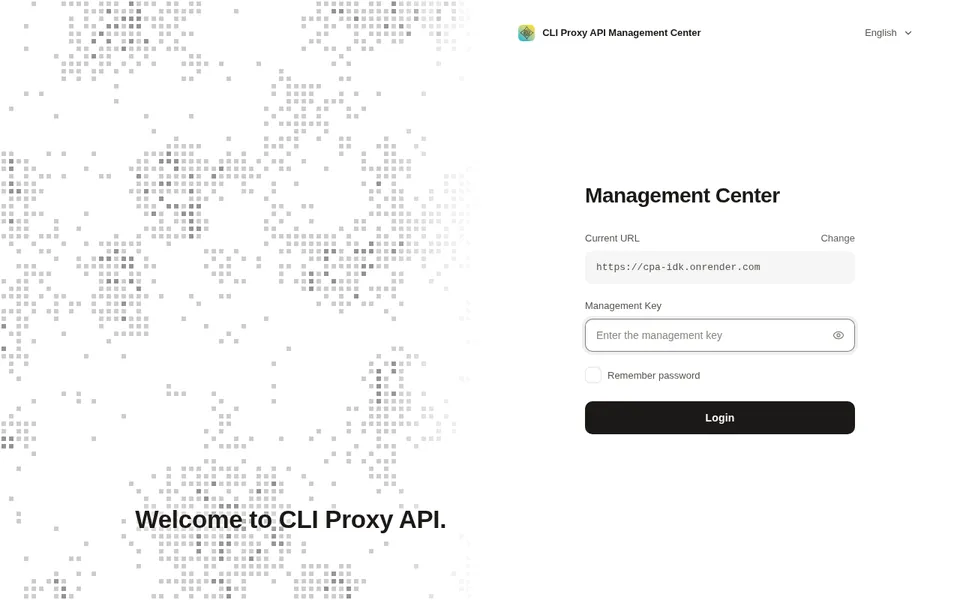 CLI Proxy API Management Center
English
Management Center
Current URL
Change
https://cpa-idk.onrender.com
Management Key
Enter the management key
Remember password
Login
Welcome to CLI Proxy API.